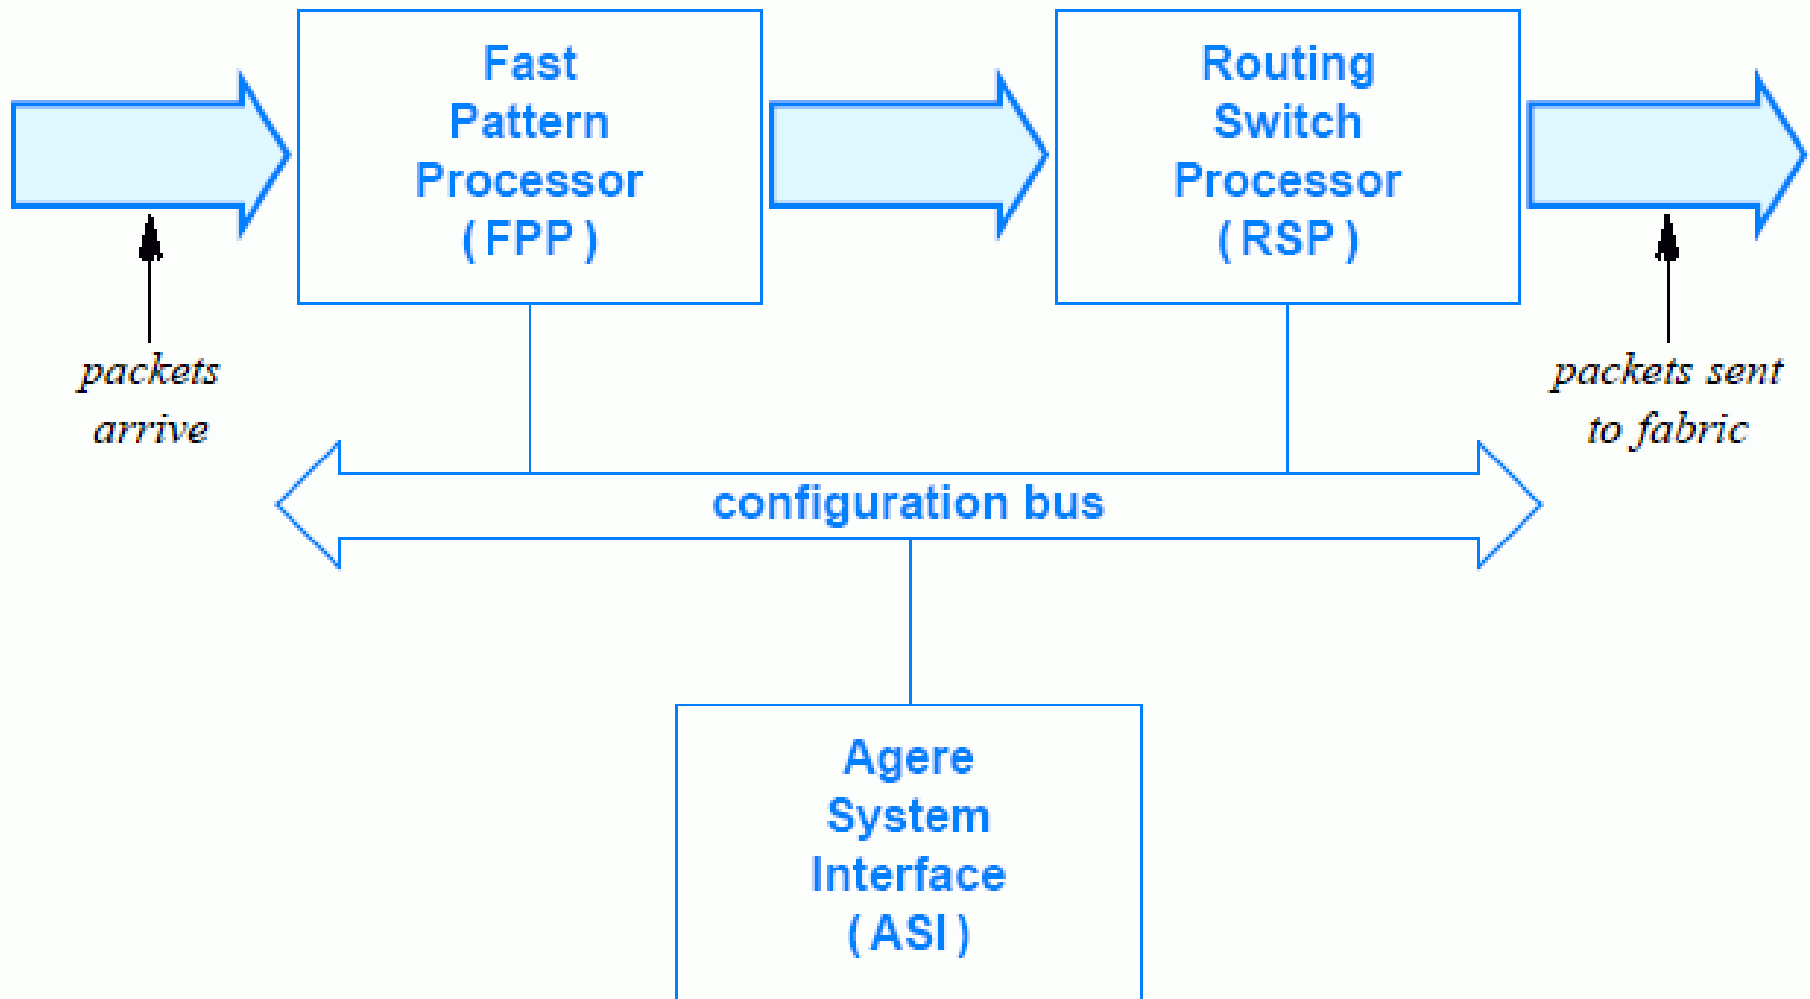 Fast
Pattern
Processor
(FPP)
Routing
Switch
Processor
(RSP)
packets
arrive
packets sent
to fabric
configuration bus
Agere
System
Interface
(ASI)